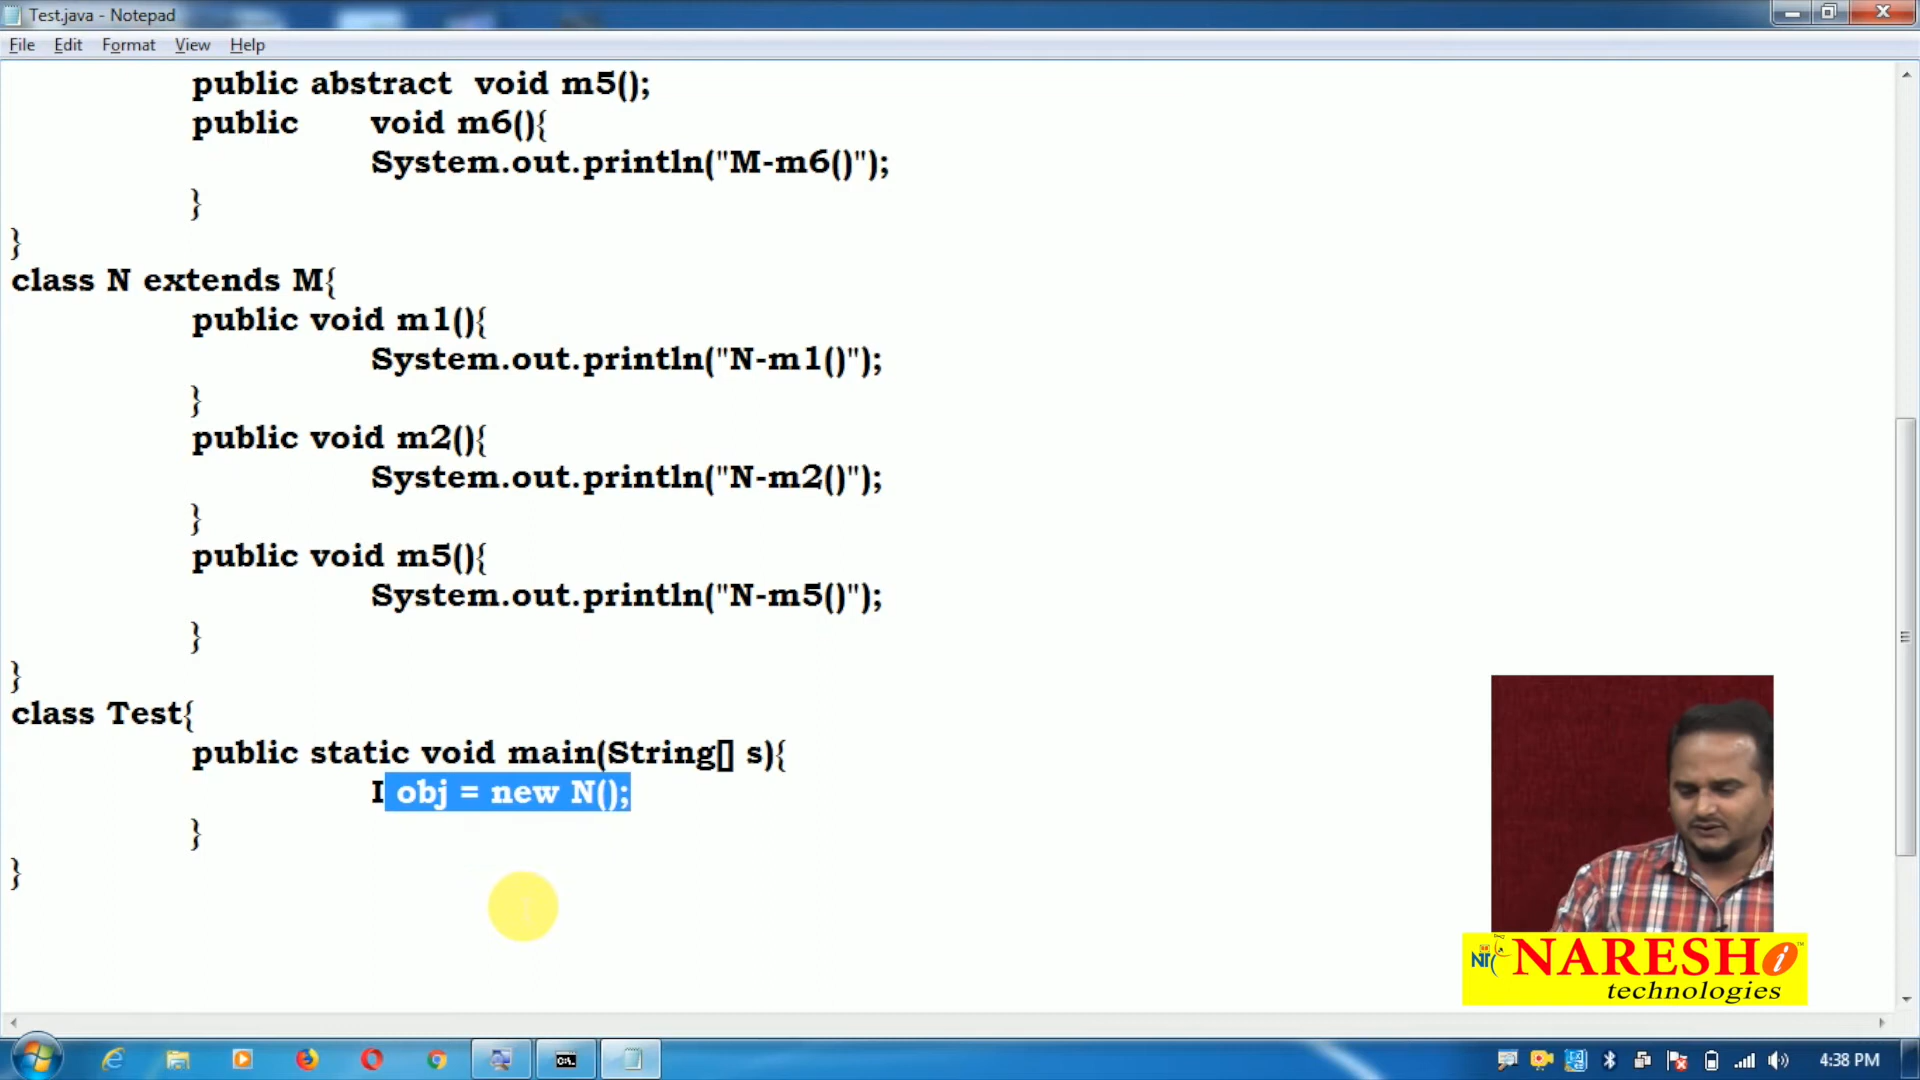 Test.java - Notepad
File Edit Format View Help
public abstract  void m5();
public void m6(){
System.out.println("M-m6()");
}
}
class N extends M{
public void m1(){
System.out.println("N-m1()");
}
public void m2(){
System.out.println("N-m2()");
}
public void m5(){
System.out.println("N-m5()");
}
}
class Test{
public static void main(String[] s){
I obj = new N();
}
}
NARESH i
technologies
4:38 PM